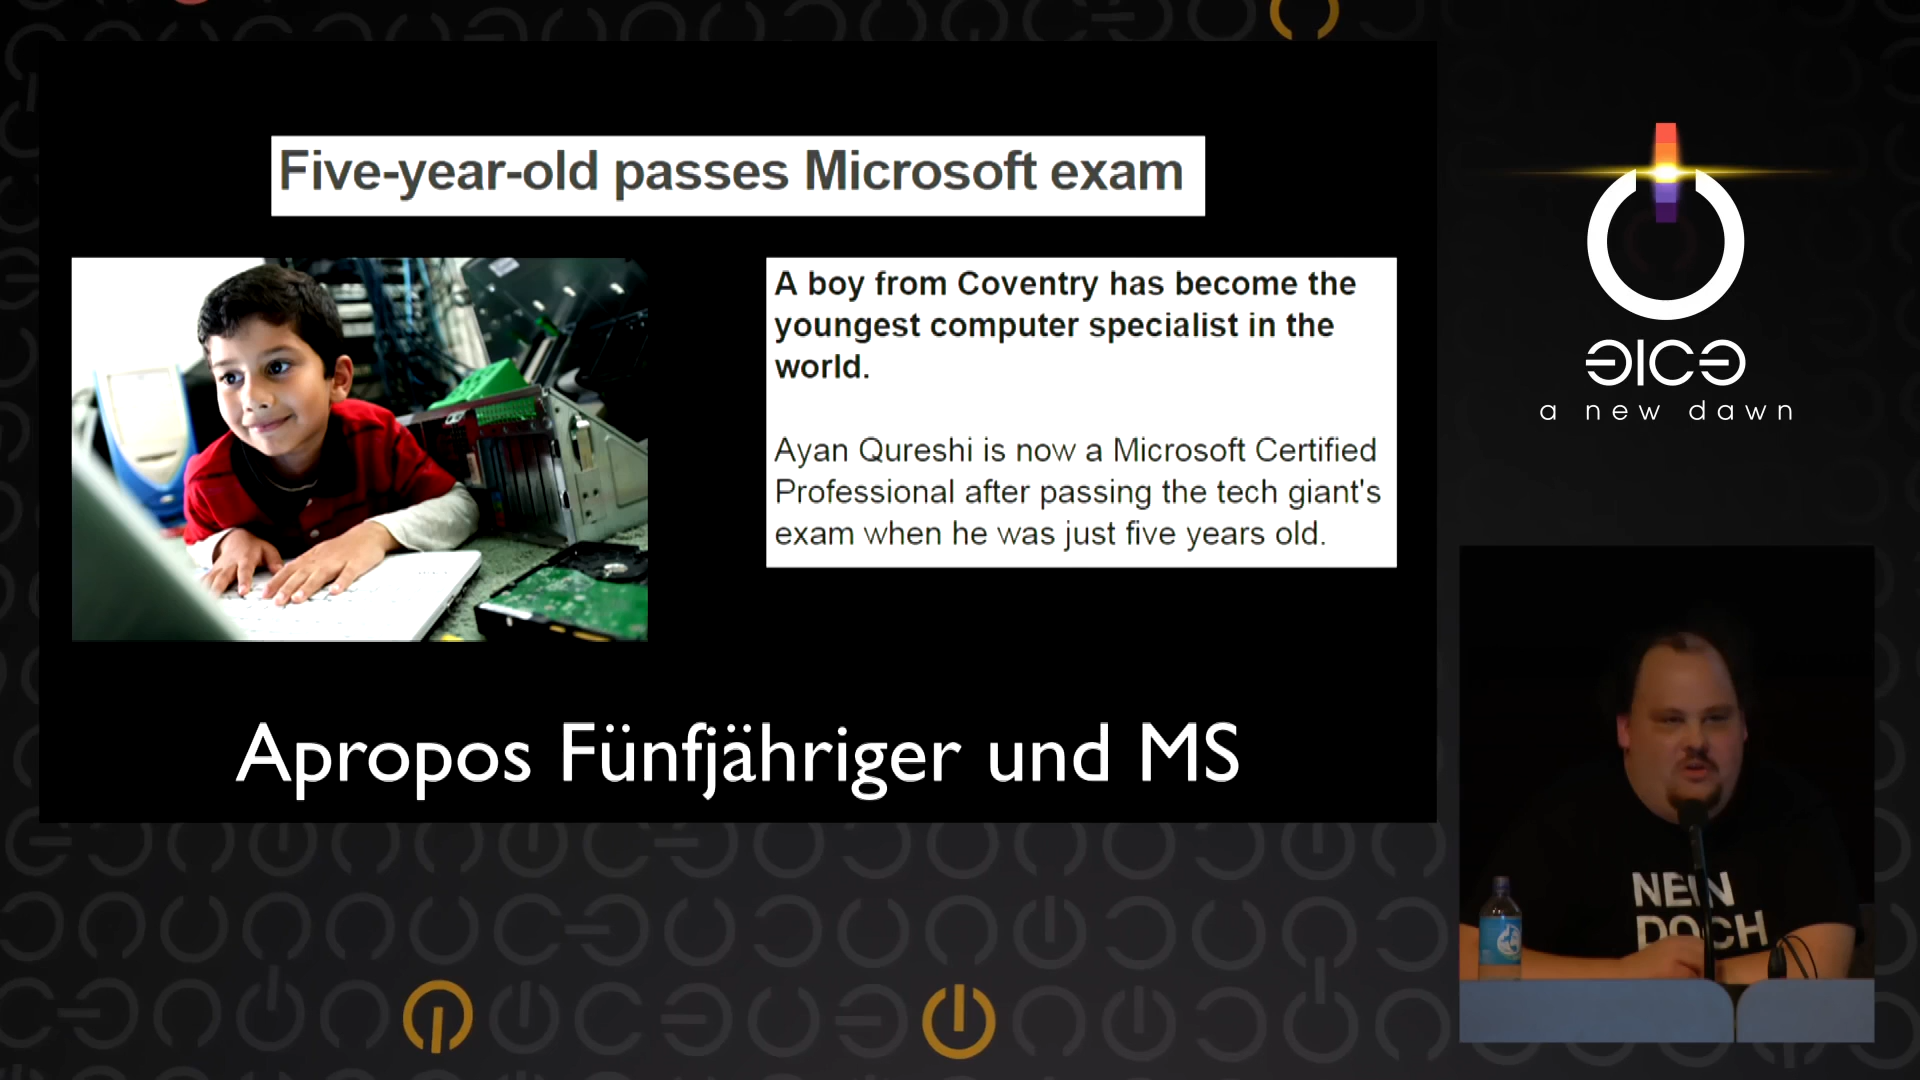 Five-year-old passes Microsoft exam
A boy from Coventry has become the
youngest computer specialist in the
world.
Ayan Qureshi is now a Microsoft Certified
Professional after passing the tech giant's
exam when he was just five years old.
Apropos Fünfjähriger und MS
a new dawn
NEIN
DOCH